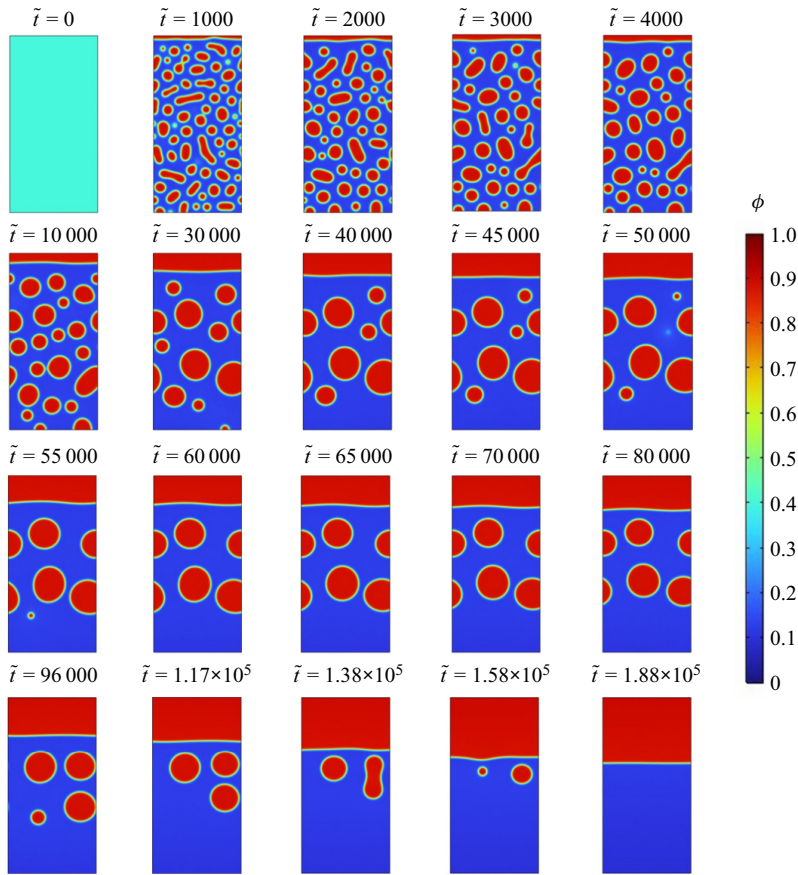 t̃ = 0 t̃ = 1000 t̃ = 2000 t̃ = 3000 t̃ = 4000
t̃ = 10 000 t̃ = 30 000 t̃ = 40 000 t̃ = 45 000 t̃ = 50 000
t̃ = 55 000 t̃ = 60 000 t̃ = 65 000 t̃ = 70 000 t̃ = 80 000
t̃ = 96 000 t̃ = 1.17×10⁵ t̃ = 1.38×10⁵ t̃ = 1.58×10⁵ t̃ = 1.88×10⁵
ϕ
1.0
0.9
0.8
0.7
0.6
0.5
0.4
0.3
0.2
0.1
0